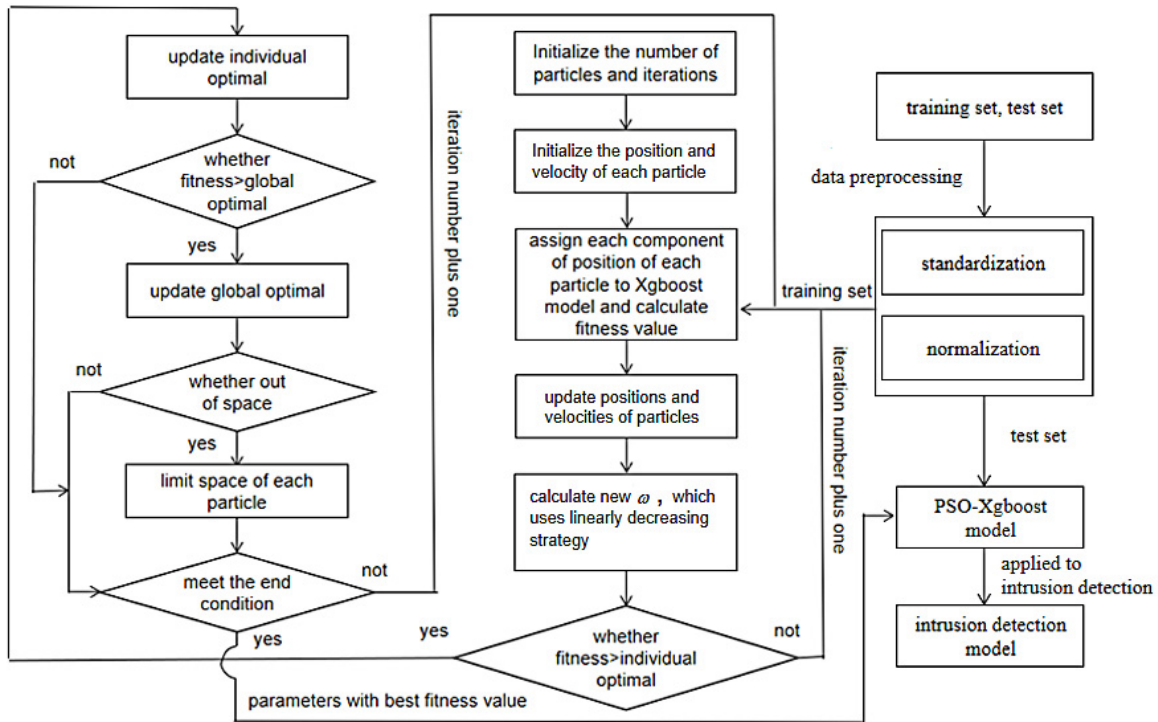 update individual
optimal
not
whether
fitness>global
optimal
yes
update global optimal
not
whether out
of space
yes
limit space of each
particle
meet the end
condition
not
yes
parameters with best fitness value
iteration number plus one
Initialize the number of
particles and iterations
Initialize the position and
velocity of each particle
assign each component
of position of each
particle to Xgboost
model and calculate
fitness value
update positions and
velocities of particles
calculate new ω , which
uses linearly decreasing
strategy
yes
whether
fitness>individual
optimal
not
iteration number plus one
training set
training set, test set
data preprocessing
standardization
normalization
test set
PSO-Xgboost
model
applied to
intrusion detection
intrusion detection
model